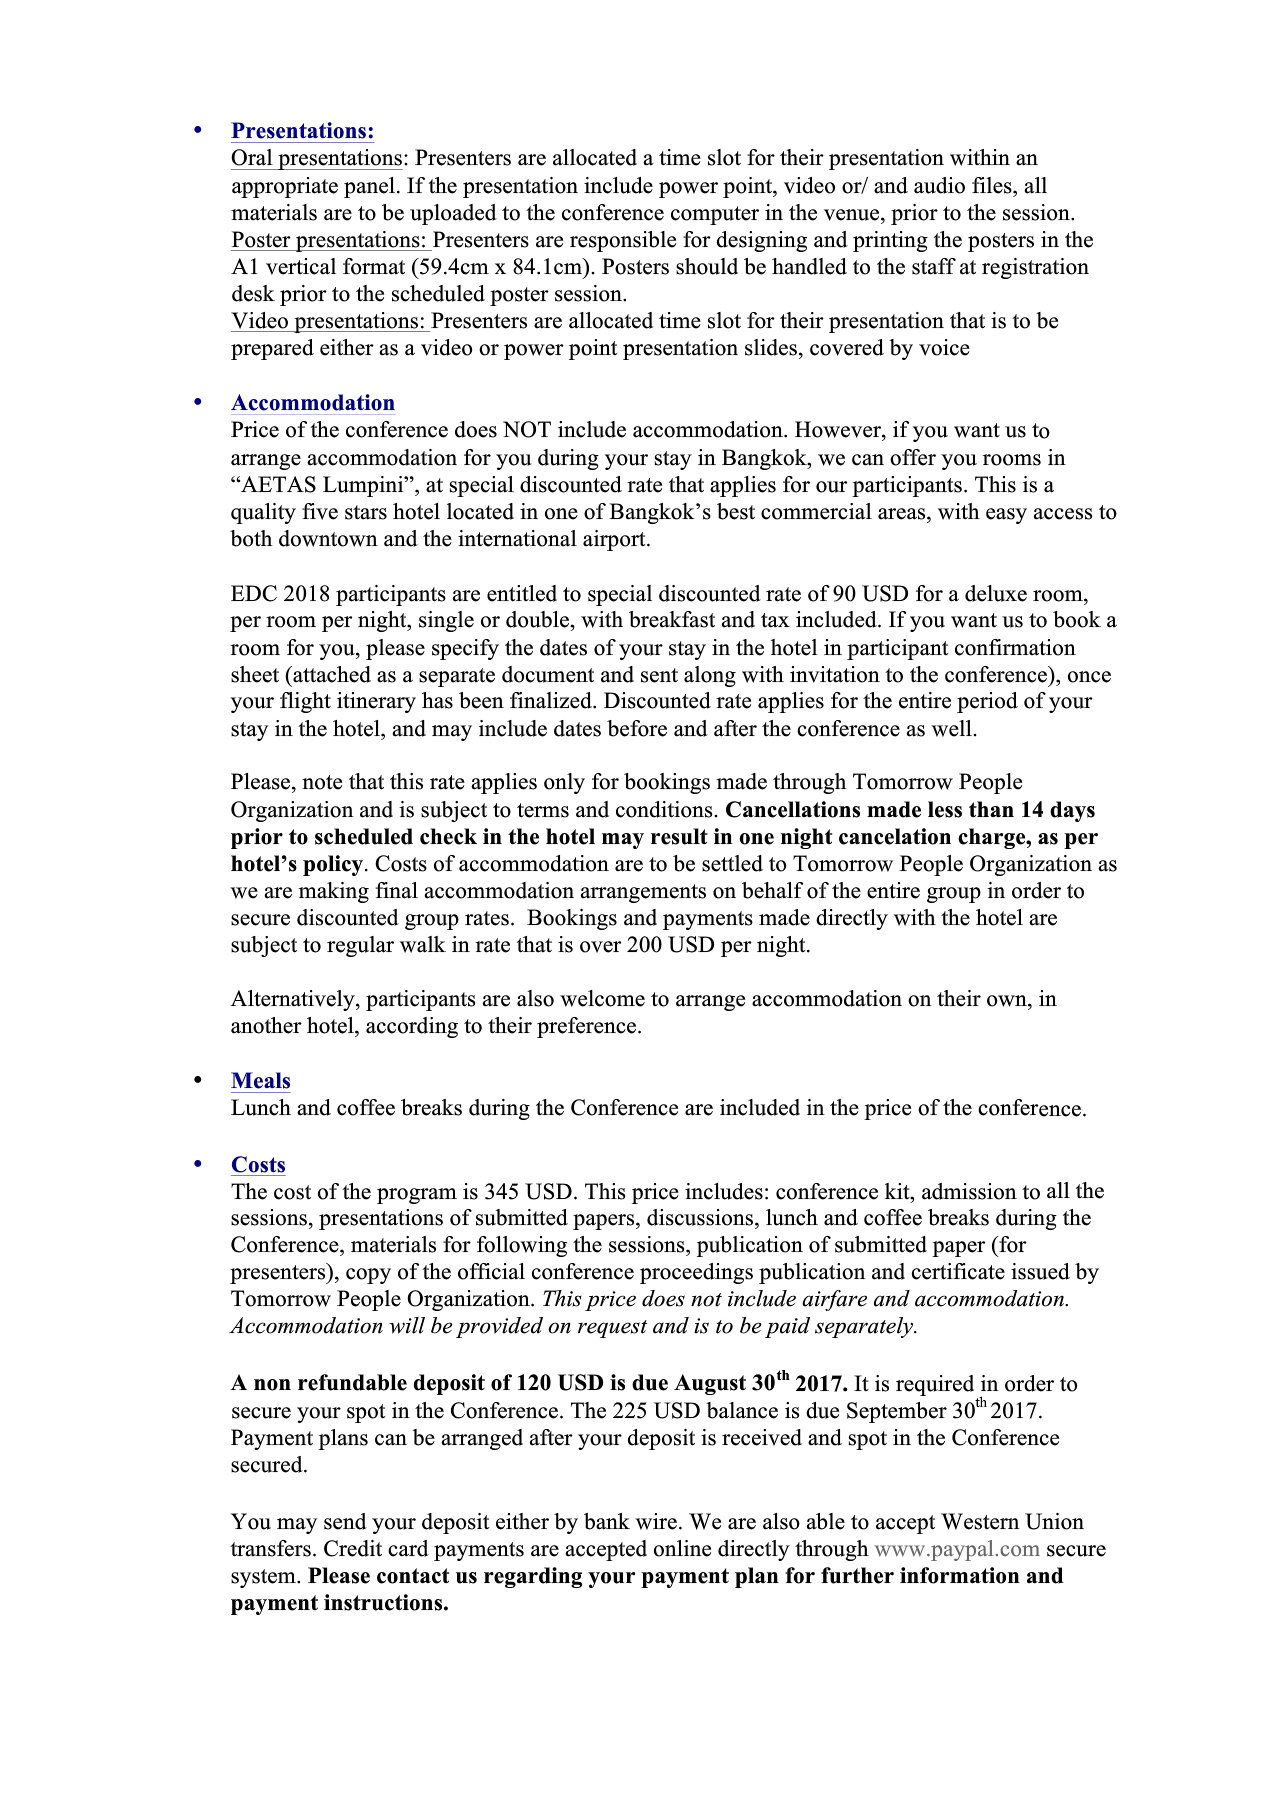 • Presentations:
Oral presentations: Presenters are allocated a time slot for their presentation within an
appropriate panel. If the presentation include power point, video or/ and audio files, all
materials are to be uploaded to the conference computer in the venue, prior to the session.
Poster presentations: Presenters are responsible for designing and printing the posters in the
A1 vertical format (59.4cm x 84.1cm). Posters should be handled to the staff at registration
desk prior to the scheduled poster session.
Video presentations: Presenters are allocated time slot for their presentation that is to be
prepared either as a video or power point presentation slides, covered by voice
• Accommodation
Price of the conference does NOT include accommodation. However, if you want us to
arrange accommodation for you during your stay in Bangkok, we can offer you rooms in
“AETAS Lumpini”, at special discounted rate that applies for our participants. This is a
quality five stars hotel located in one of Bangkok’s best commercial areas, with easy access to
both downtown and the international airport.
EDC 2018 participants are entitled to special discounted rate of 90 USD for a deluxe room,
per room per night, single or double, with breakfast and tax included. If you want us to book a
room for you, please specify the dates of your stay in the hotel in participant confirmation
sheet (attached as a separate document and sent along with invitation to the conference), once
your flight itinerary has been finalized. Discounted rate applies for the entire period of your
stay in the hotel, and may include dates before and after the conference as well.
Please, note that this rate applies only for bookings made through Tomorrow People
Organization and is subject to terms and conditions. Cancellations made less than 14 days
prior to scheduled check in the hotel may result in one night cancelation charge, as per
hotel’s policy. Costs of accommodation are to be settled to Tomorrow People Organization as
we are making final accommodation arrangements on behalf of the entire group in order to
secure discounted group rates. Bookings and payments made directly with the hotel are
subject to regular walk in rate that is over 200 USD per night.
Alternatively, participants are also welcome to arrange accommodation on their own, in
another hotel, according to their preference.
• Meals
Lunch and coffee breaks during the Conference are included in the price of the conference.
• Costs
The cost of the program is 345 USD. This price includes: conference kit, admission to all the
sessions, presentations of submitted papers, discussions, lunch and coffee breaks during the
Conference, materials for following the sessions, publication of submitted paper (for
presenters), copy of the official conference proceedings publication and certificate issued by
Tomorrow People Organization. This price does not include airfare and accommodation.
Accommodation will be provided on request and is to be paid separately.
A non refundable deposit of 120 USD is due August 30th 2017. It is required in order to
secure your spot in the Conference. The 225 USD balance is due September 30th 2017.
Payment plans can be arranged after your deposit is received and spot in the Conference
secured.
You may send your deposit either by bank wire. We are also able to accept Western Union
transfers. Credit card payments are accepted online directly through www.paypal.com secure
system. Please contact us regarding your payment plan for further information and
payment instructions.